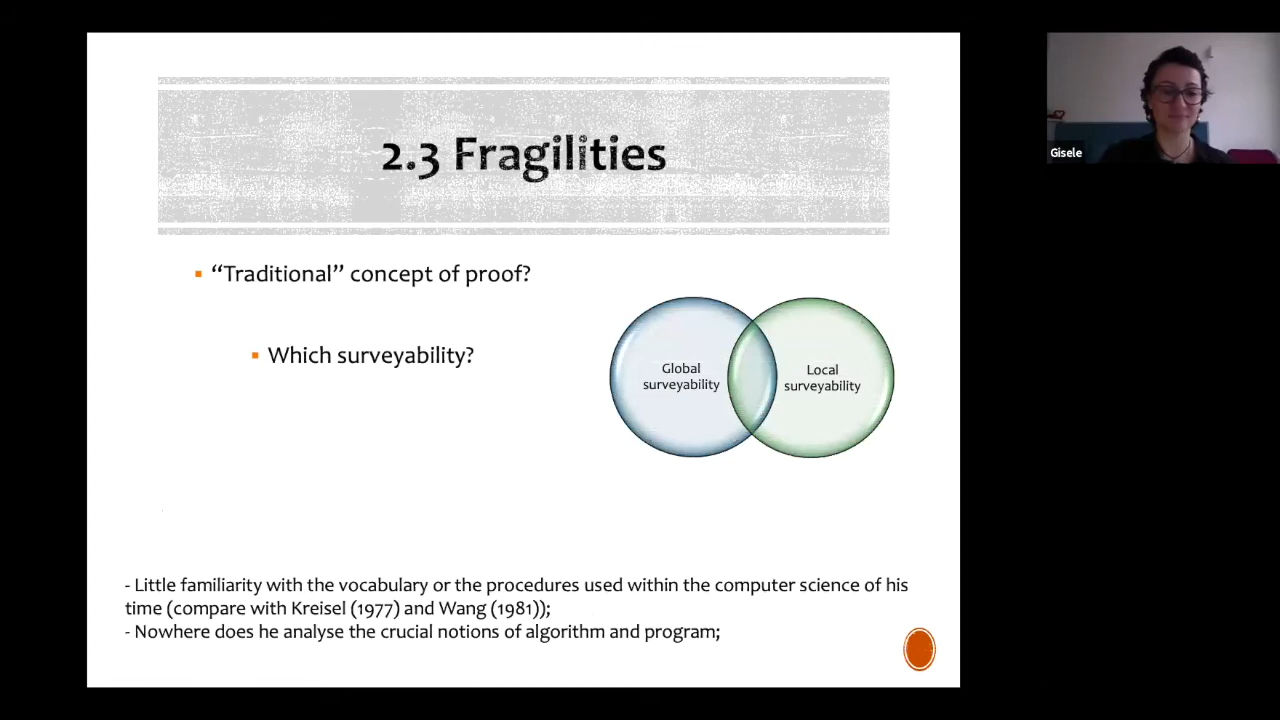 2.3 Fragilities
“Traditional” concept of proof?
Which surveyability?
Global
surveyability
Local
surveyability
- Little familiarity with the vocabulary or the procedures used within the computer science of his
time (compare with Kreisel (1977) and Wang (1981));
- Nowhere does he analyse the crucial notions of algorithm and program;
Gisele